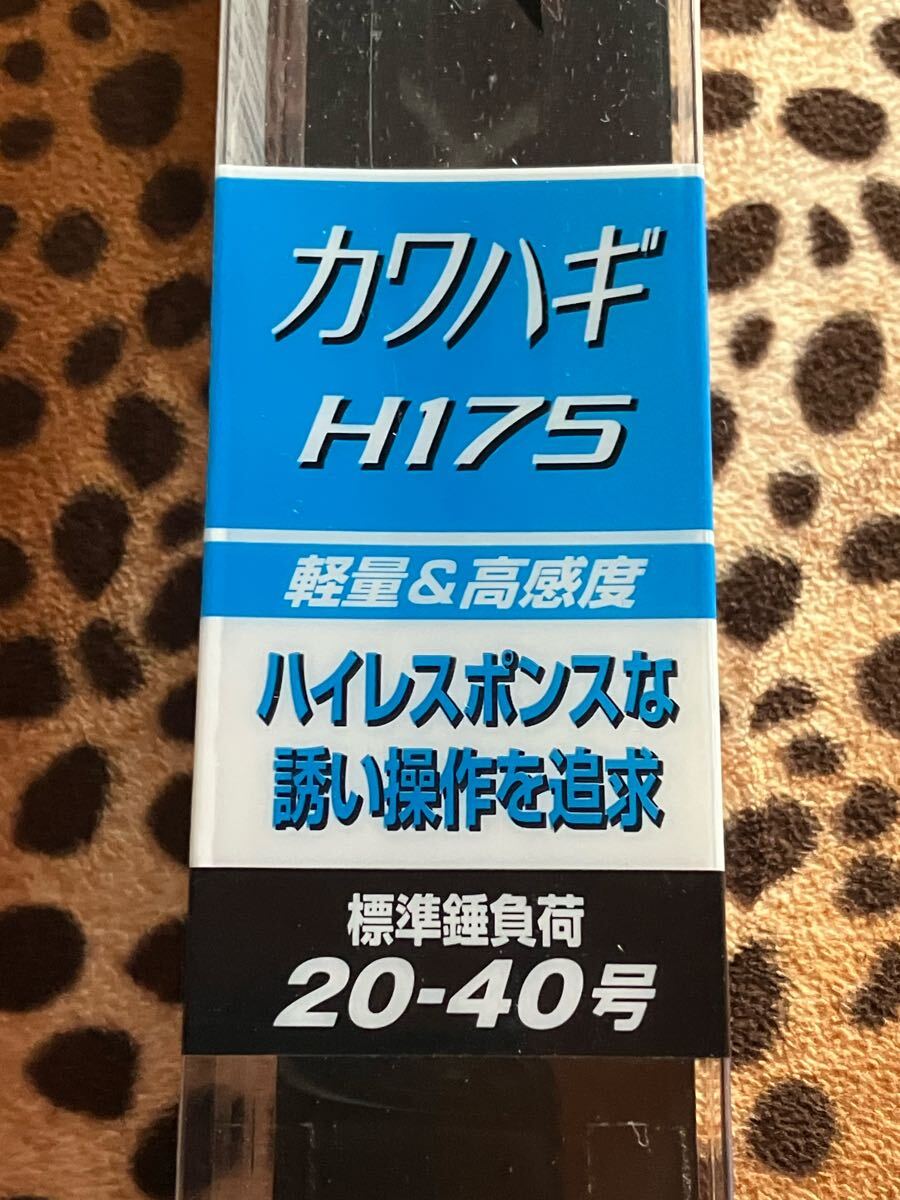 カワハギ
H175
軽量&高感度
ハイレスポンスな
誘い操作を追求
標準錘負荷
20-40号